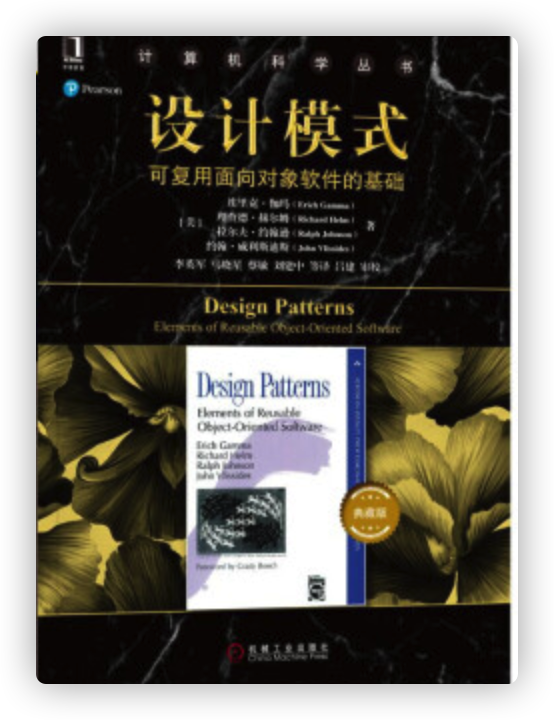 计算机科学丛书
Pearson
设计模式
可复用面向对象软件的基础
埃里克·伽玛（Erich Gamma）
[美] 理查德·赫尔姆（Richard Helm） 著
拉尔夫·约翰逊（Ralph Johnson）
约翰·威利斯迪斯（John Vlissides）
李英军 马晓星 蔡敏 刘建中 等译 吕建 审校
Design Patterns
Elements of Reusable Object-Oriented Software
Design Patterns
Elements of Reusable
Object-Oriented Software
Erich Gamma
Richard Helm
Ralph Johnson
John Vlissides
Foreword by Grady Booch
典藏版
机械工业出版社
China Machine Press